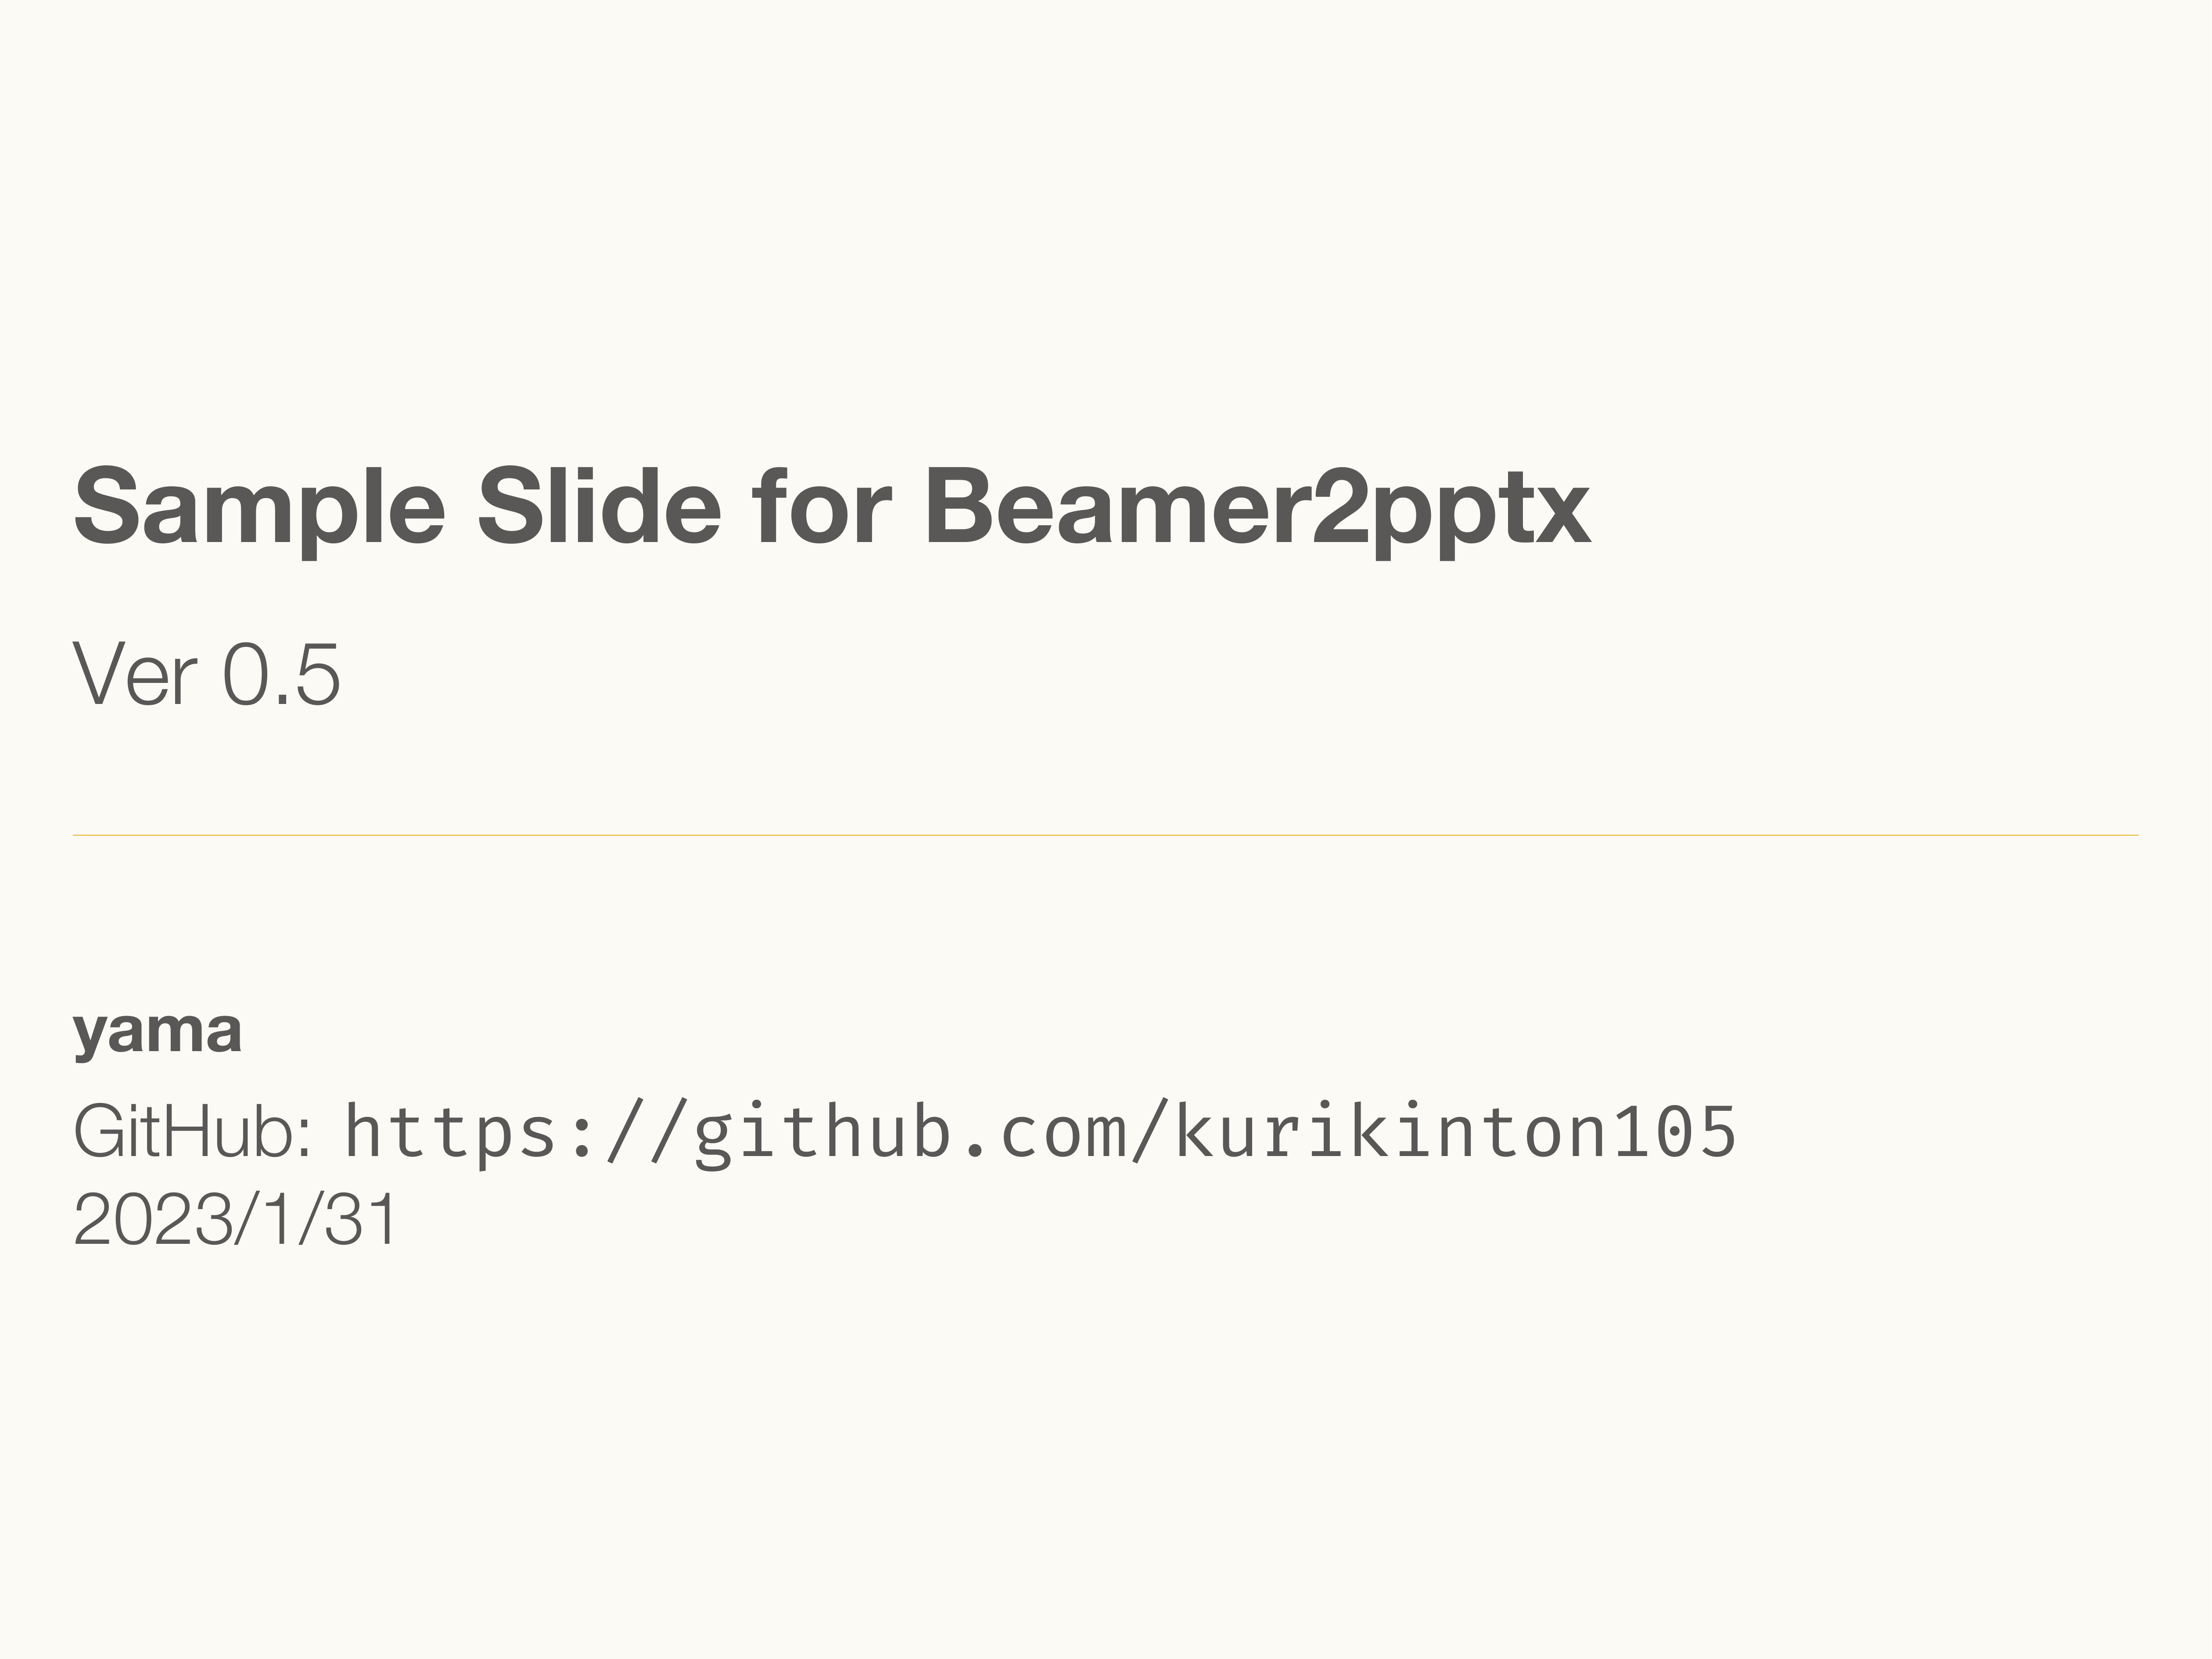 Sample Slide for Beamer2pptx
Ver 0.5
yama
GitHub: https://github.com/kurikinton105
2023/1/31